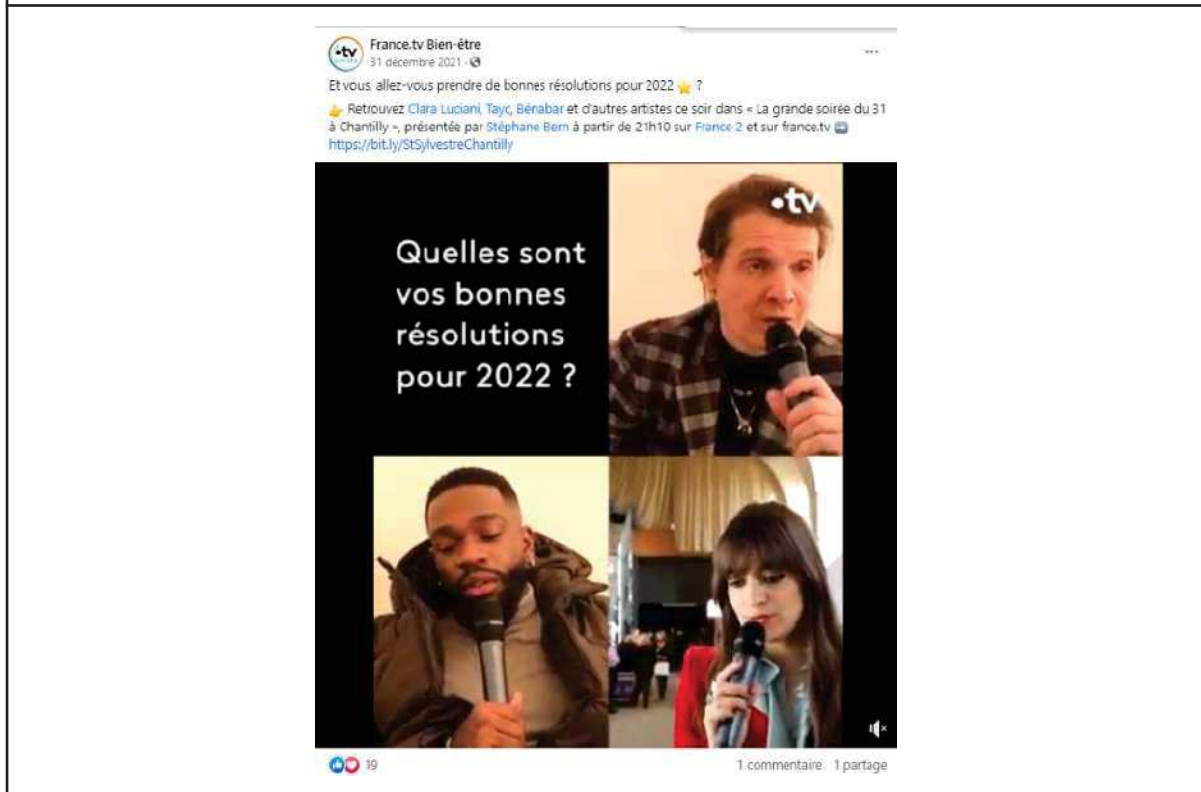 •tv
France.tv Bien-être
31 décembre 2021 ·
...
Et vous, allez-vous prendre de bonnes résolutions pour 2022 ⭐ ?
👉 Retrouvez Clara Luciani, Tayc, Bénabar et d'autres artistes ce soir dans « La grande soirée du 31
à Chantilly », présentée par Stéphane Bern à partir de 21h10 sur France 2 et sur france.tv ➡
https://bit.ly/StSylvestreChantilly
•tv
Quelles sont
vos bonnes
résolutions
pour 2022 ?
19
1 commentaire 1 partage